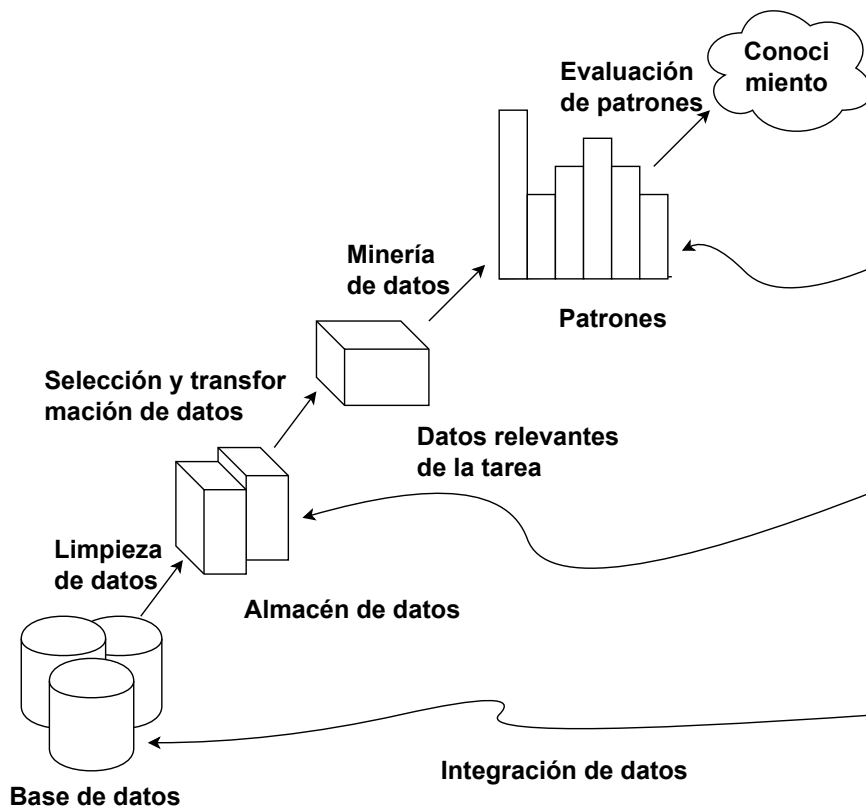 Conoci
miento
Evaluación
de patrones
Minería
de datos
Patrones
Selección y transfor
mación de datos
Datos relevantes
de la tarea
Limpieza
de datos
Almacén de datos
Integración de datos
Base de datos